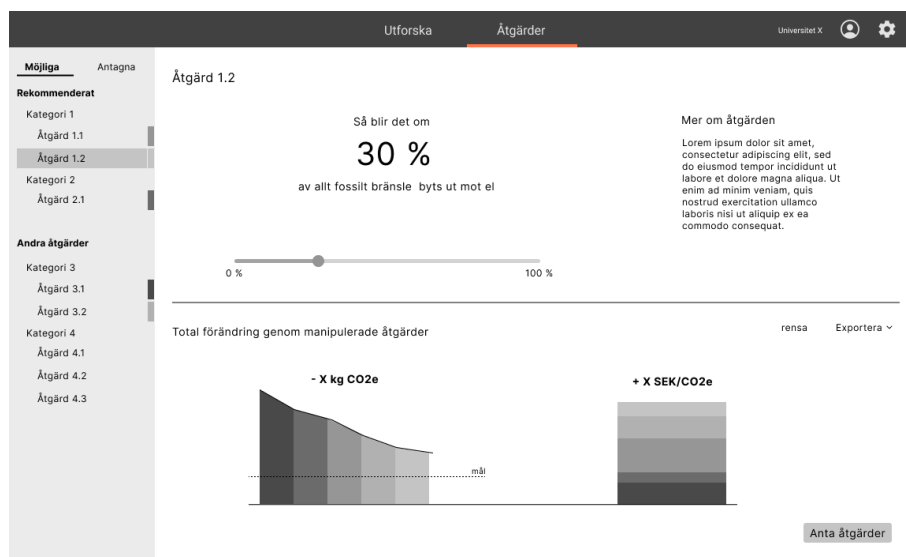 Utforska
Åtgärder
Universitet X
Möjliga
Antagna
Rekommenderat
Kategori 1
Åtgärd 1.1
Åtgärd 1.2
Kategori 2
Åtgärd 2.1
Andra åtgärder
Kategori 3
Åtgärd 3.1
Åtgärd 3.2
Kategori 4
Åtgärd 4.1
Åtgärd 4.2
Åtgärd 4.3
Åtgärd 1.2
Så blir det om
30 %
av allt fossilt bränsle byts ut mot el
0 %
100 %
Mer om åtgärden
Lorem ipsum dolor sit amet,
consectetur adipiscing elit, sed
do eiusmod tempor incididunt ut
labore et dolore magna aliqua. Ut
enim ad minim veniam, quis
nostrud exercitation ullamco
laboris nisi ut aliquip ex ea
commodo consequat.
Total förändring genom manipulerade åtgärder
rensa
Exportera
- X kg CO2e
mål
+ X SEK/CO2e
Anta åtgärder